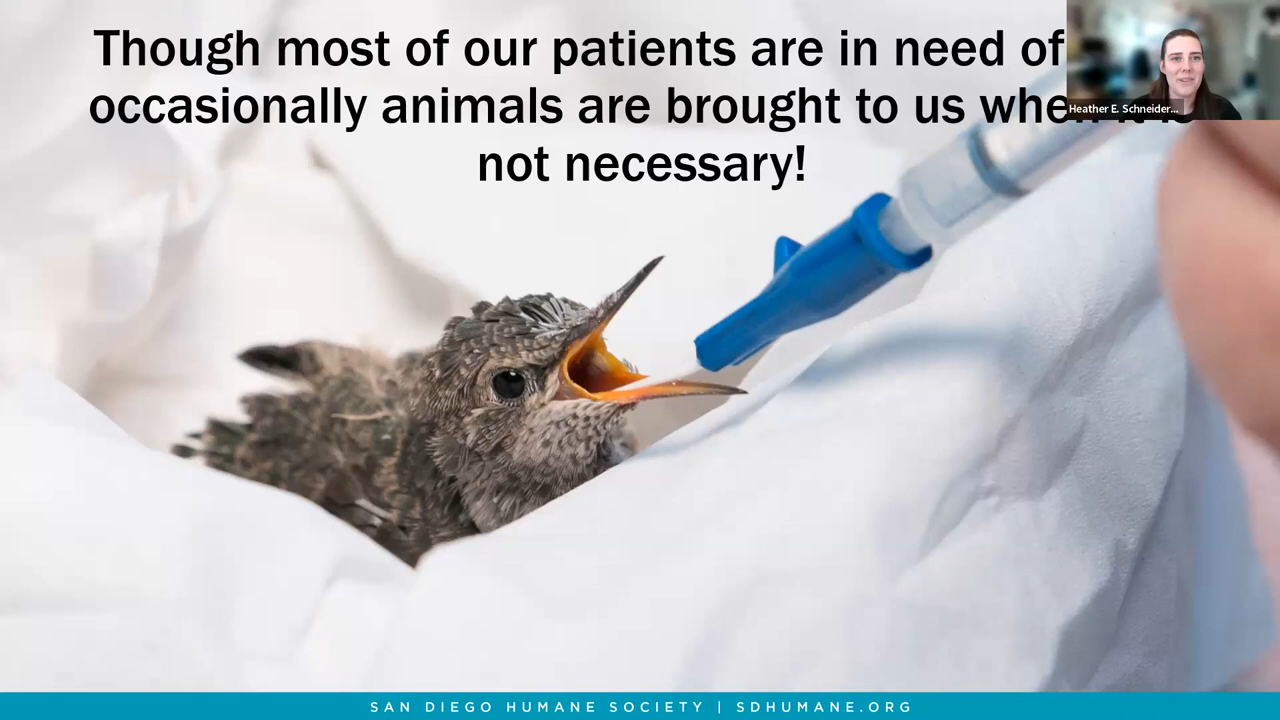 Though most of our patients are in need of
occasionally animals are brought to us when
not necessary!
Heather E. Schneider...
SAN DIEGO HUMANE SOCIETY | SDHUMANE.ORG